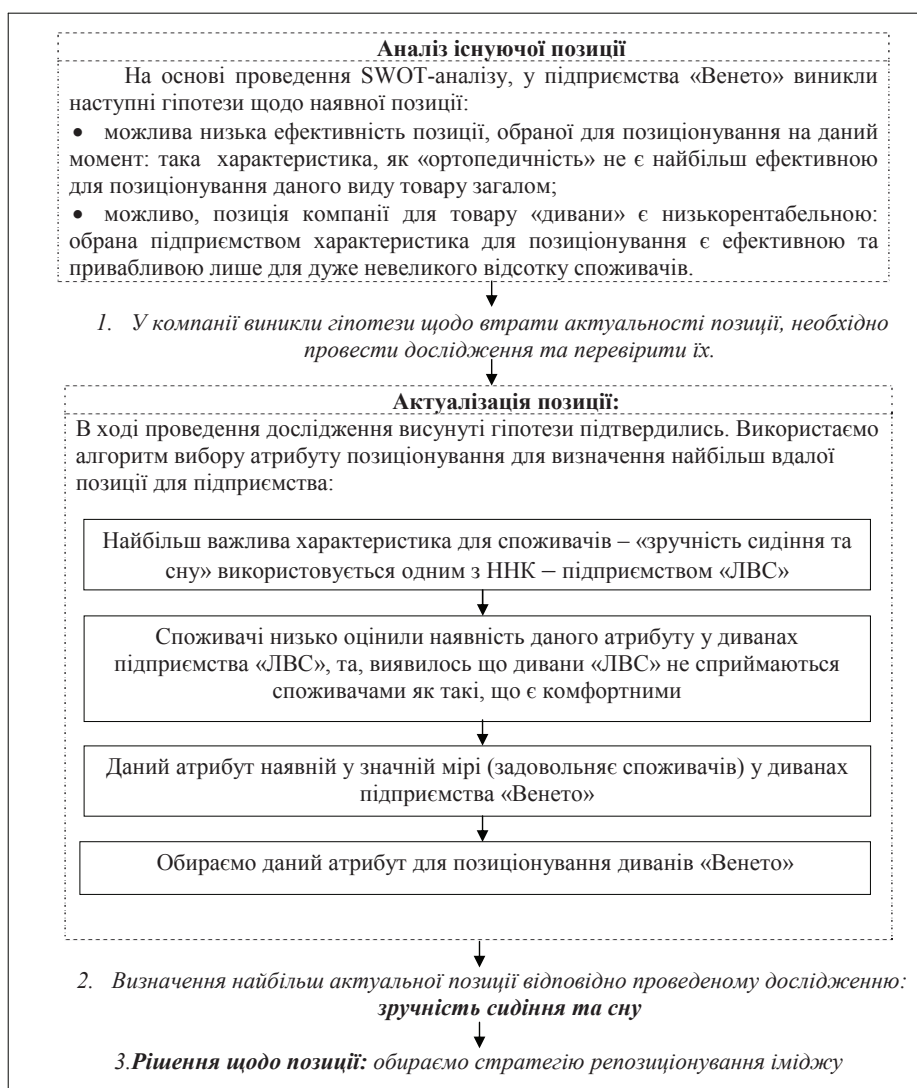 Аналіз існуючої позиції
На основі проведення SWOT-аналізу, у підприємства «Венето» виникли
наступні гіпотези щодо наявної позиції:
• можлива низька ефективність позиції, обраної для позиціонування на даний
момент: така характеристика, як «ортопедичність» не є найбільш ефективною
для позиціонування даного виду товару загалом;
• можливо, позиція компанії для товару «дивани» є низькорентабельною:
обрана підприємством характеристика для позиціонування є ефективною та
привабливою лише для дуже невеликого відсотку споживачів.
1. У компанії виникли гіпотези щодо втрати актуальності позиції, необхідно
провести дослідження та перевірити їх.
Актуалізація позиції:
В ході проведення дослідження висунуті гіпотези підтвердились. Використаємо
алгоритм вибору атрибуту позиціонування для визначення найбільш вдалої
позиції для підприємства:
Найбільш важлива характеристика для споживачів – «зручність сидіння та
сну» використовується одним з ННК – підприємством «ЛВС»
Споживачі низько оцінили наявність даного атрибуту у диванах
підприємства «ЛВС», та, виявилось що дивани «ЛВС» не сприймаються
споживачами як такі, що є комфортними
Даний атрибут наявній у значній мірі (задовольняє споживачів) у диванах
підприємства «Венето»
Обираємо даний атрибут для позиціонування диванів «Венето»
2. Визначення найбільш актуальної позиції відповідно проведеному дослідженню:
зручність сидіння та сну
3.Рішення щодо позиції: обираємо стратегію репозиціонування іміджу